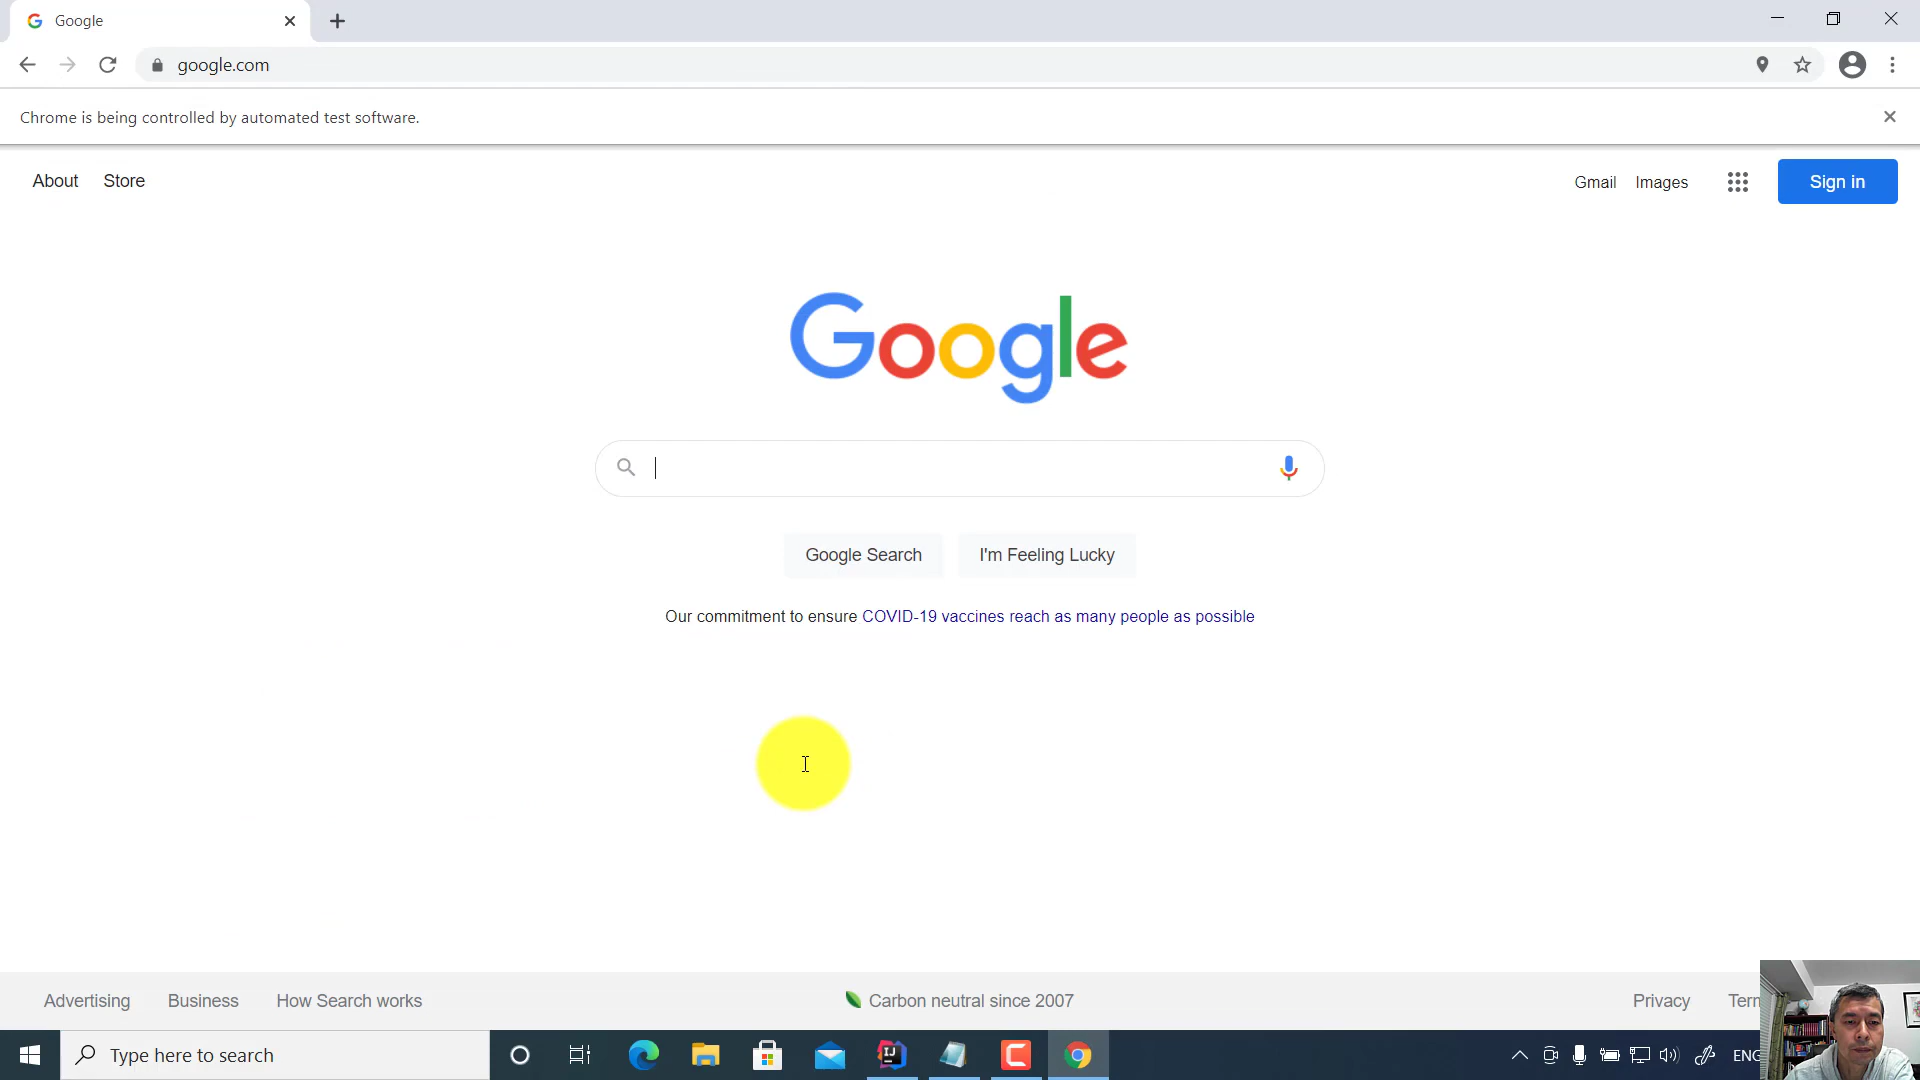 Google
google.com
Chrome is being controlled by automated test software.
About Store Gmail Images Sign in
Google
Google Search I'm Feeling Lucky
Our commitment to ensure COVID-19 vaccines reach as many people as possible
Advertising Business How Search works Carbon neutral since 2007 Privacy
Type here to search ENG